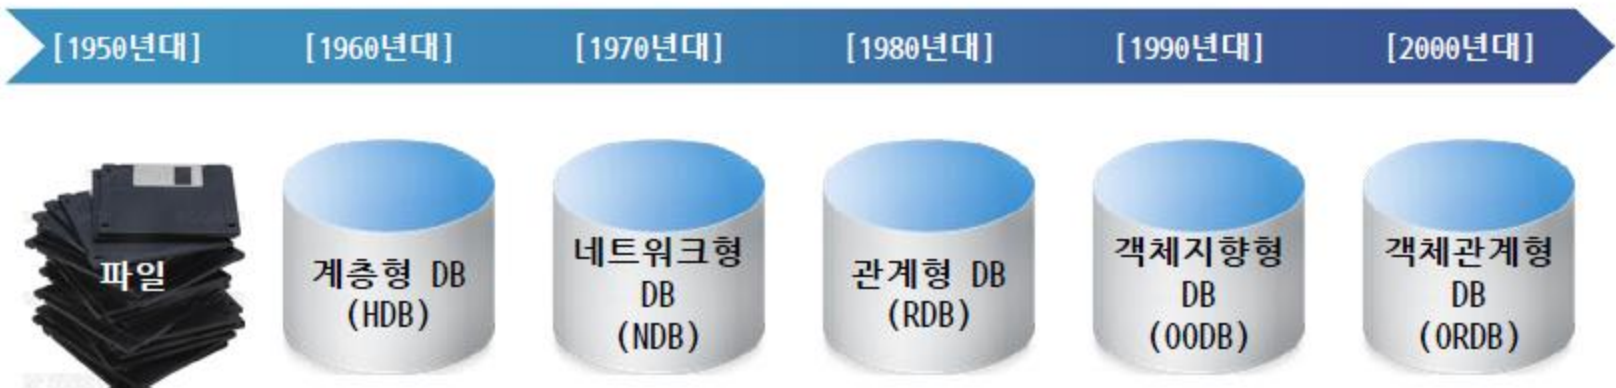 [1950년대] [1960년대] [1970년대] [1980년대] [1990년대] [2000년대]
파일
계층형 DB
(HDB)
네트워크형
DB
(NDB)
관계형 DB
(RDB)
객체지향형
DB
(OODB)
객체관계형
DB
(ORDB)